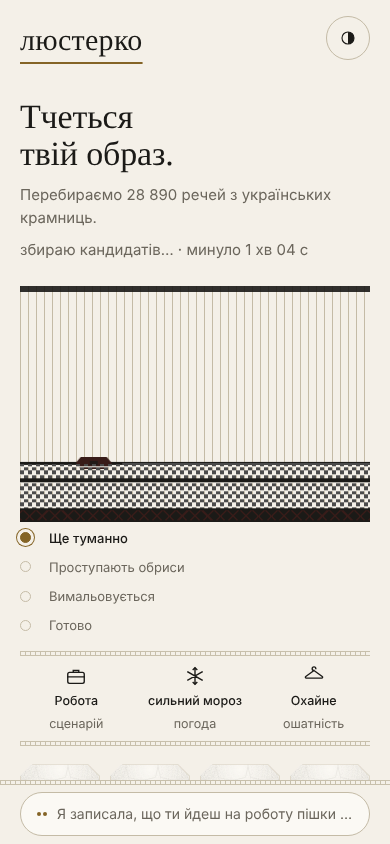 люстерко
Тчеться
твій образ.
Перебираємо 28 890 речей з українських
крамниць.
збираю кандидатів... · минуло 1 хв 04 с
Ще туманно
Проступають обриси
Вимальовується
Готово
Робота
сильний мороз
Охайне
сценарій
погода
ошатність
Я записала, що ти йдеш на роботу пішки ...